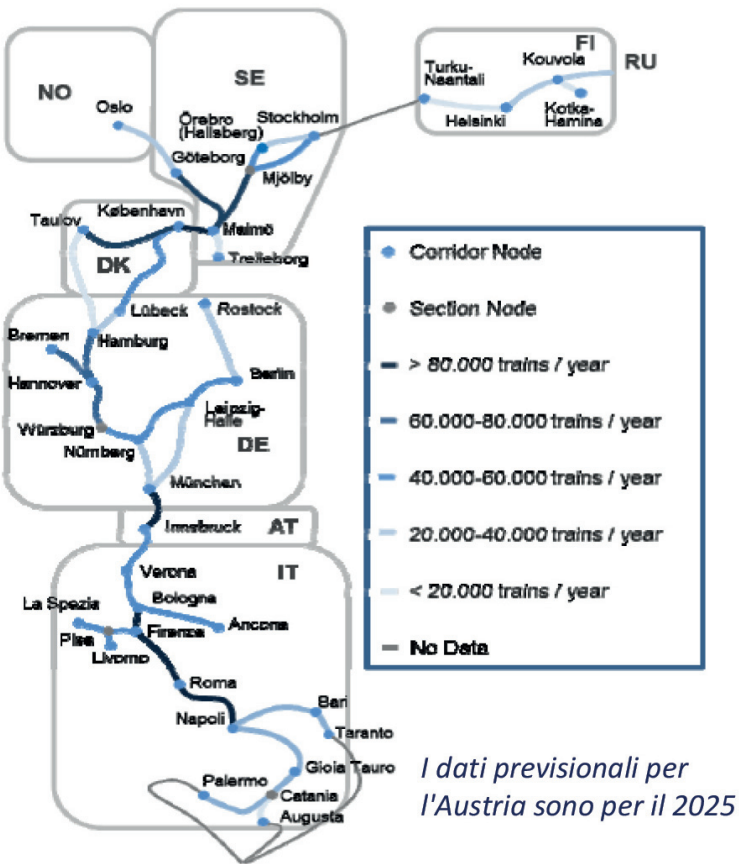 NO
SE
FI
RU
Oslo
Örebro
(Hallsberg)
Stockholm
Göteborg
Mjölby
Turku-
Naantali
Kouvola
Helsinki
Kotka-
Hamina
Taulov
København
Malmö
Trelleborg
DK
Lübeck
Rostock
Bremen
Hamburg
Hannover
Berlin
Leipzig-
Halle
Würzburg
Nürnberg
DE
München
Innsbruck
AT
IT
Verona
La Spezia
Bologna
Pisa
Firenze
Ancona
Livorno
Roma
Napoli
Bari
Taranto
Gioia Tauro
Palermo
Catania
Augusta
Corridor Node
Section Node
> 80.000 trains / year
60.000-80.000 trains / year
40.000-60.000 trains / year
20.000-40.000 trains / year
< 20.000 trains / year
No Data
I dati previsionali per
l'Austria sono per il 2025